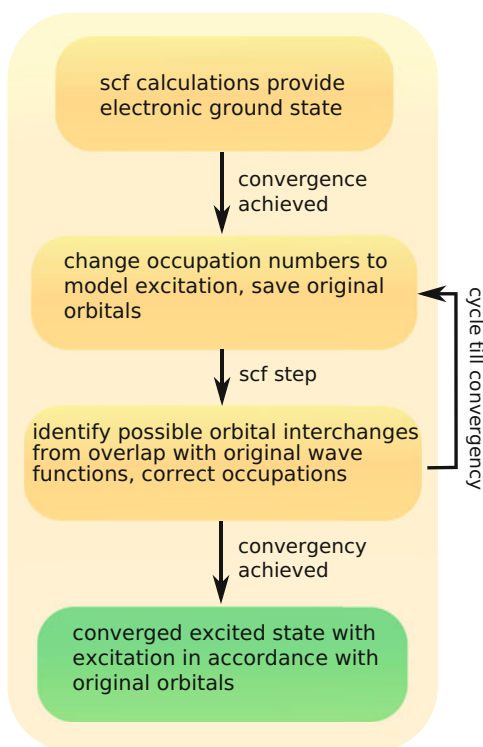 scf calculations provide
electronic ground state
convergence
achieved
change occupation numbers to
model excitation, save original
orbitals
scf step
cycle till convergency
identify possible orbital interchanges
from overlap with original wave
functions, correct occupations
convergency
achieved
converged excited state with
excitation in accordance with
original orbitals